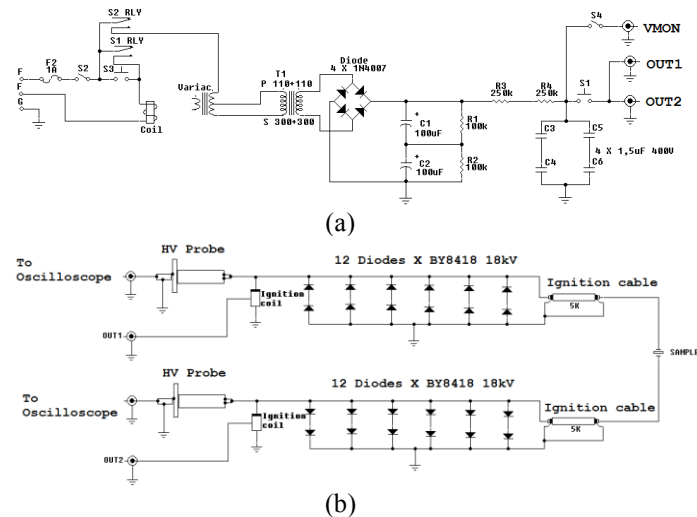 S2 RLY
S1 RLY
F2
1A
S2
S3
F
F
G
Coil
Variac.
T1
P 110+110
S 300+300
Diode
4 X 1N4007
C1
100uF
C2
100uF
R1
100k
R2
100k
R3
250k
R4
250k
S4
VMON
S1
OUT1
OUT2
C3
C5
4 X 1,5uF 400V
C4
C6
(a)
HV Probe
To
Oscilloscope
12 Diodes X BY8418 18kV
Ignition cable
Ignition
coil
5K
OUT1
SAMPLE
HV Probe
To
Oscilloscope
12 Diodes X BY8418 18kV
Ignition cable
Ignition
coil
5K
OUT2
(b)